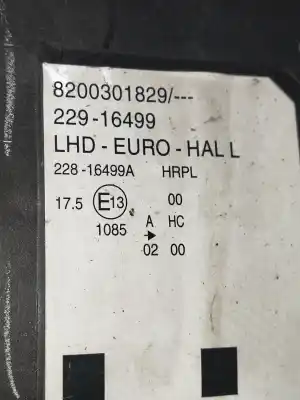 8200301829/---
229-16499
LHD - EURO - HAL L
228-16499A HRPL
17.5 E13 00
1085 A HC
→
02 00